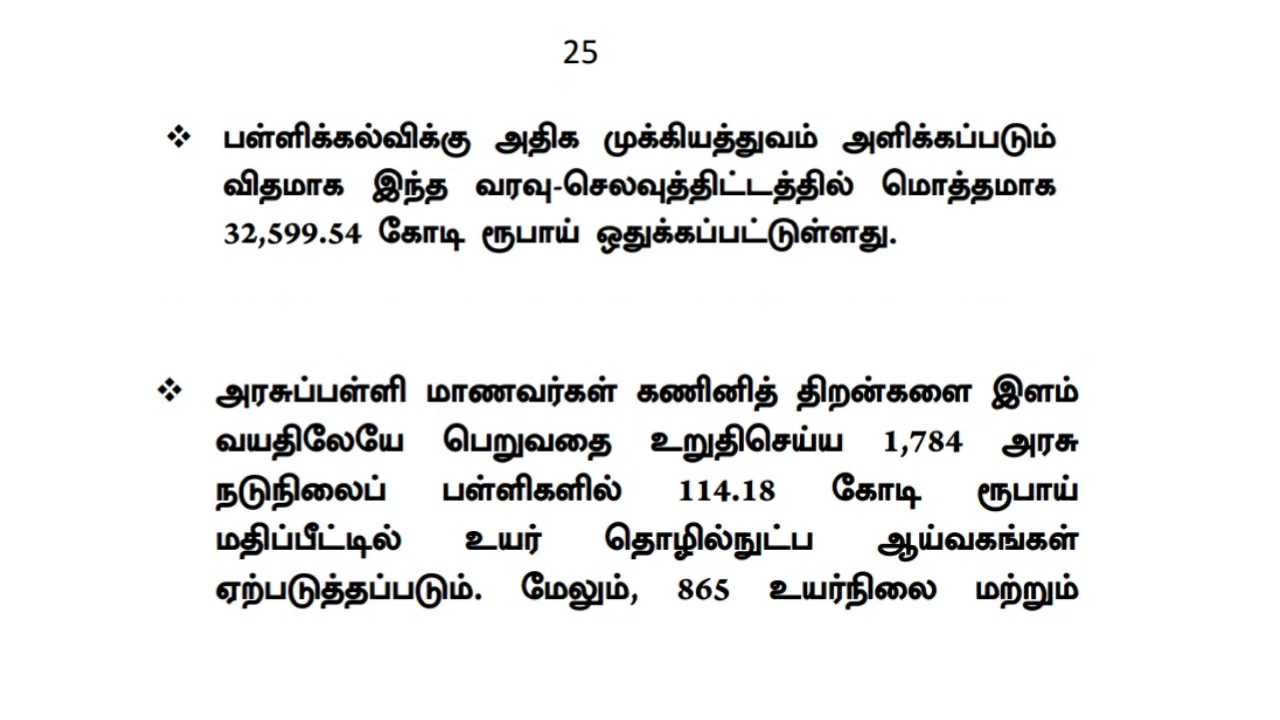 25
❖ பள்ளிக்கல்விக்கு அதிக முக்கியத்துவம் அளிக்கப்படும்
விதமாக இந்த வரவு-செலவுத்திட்டத்தில் மொத்தமாக
32,599.54 கோடி ரூபாய் ஒதுக்கப்பட்டுள்ளது.
❖ அரசுப்பள்ளி மாணவர்கள் கணினித் திறன்களை இளம்
வயதிலேயே பெறுவதை உறுதிசெய்ய 1,784 அரசு
நடுநிலைப் பள்ளிகளில் 114.18 கோடி ரூபாய்
மதிப்பீட்டில் உயர் தொழில்நுட்ப ஆய்வகங்கள்
ஏற்படுத்தப்படும். மேலும், 865 உயர்நிலை மற்றும்